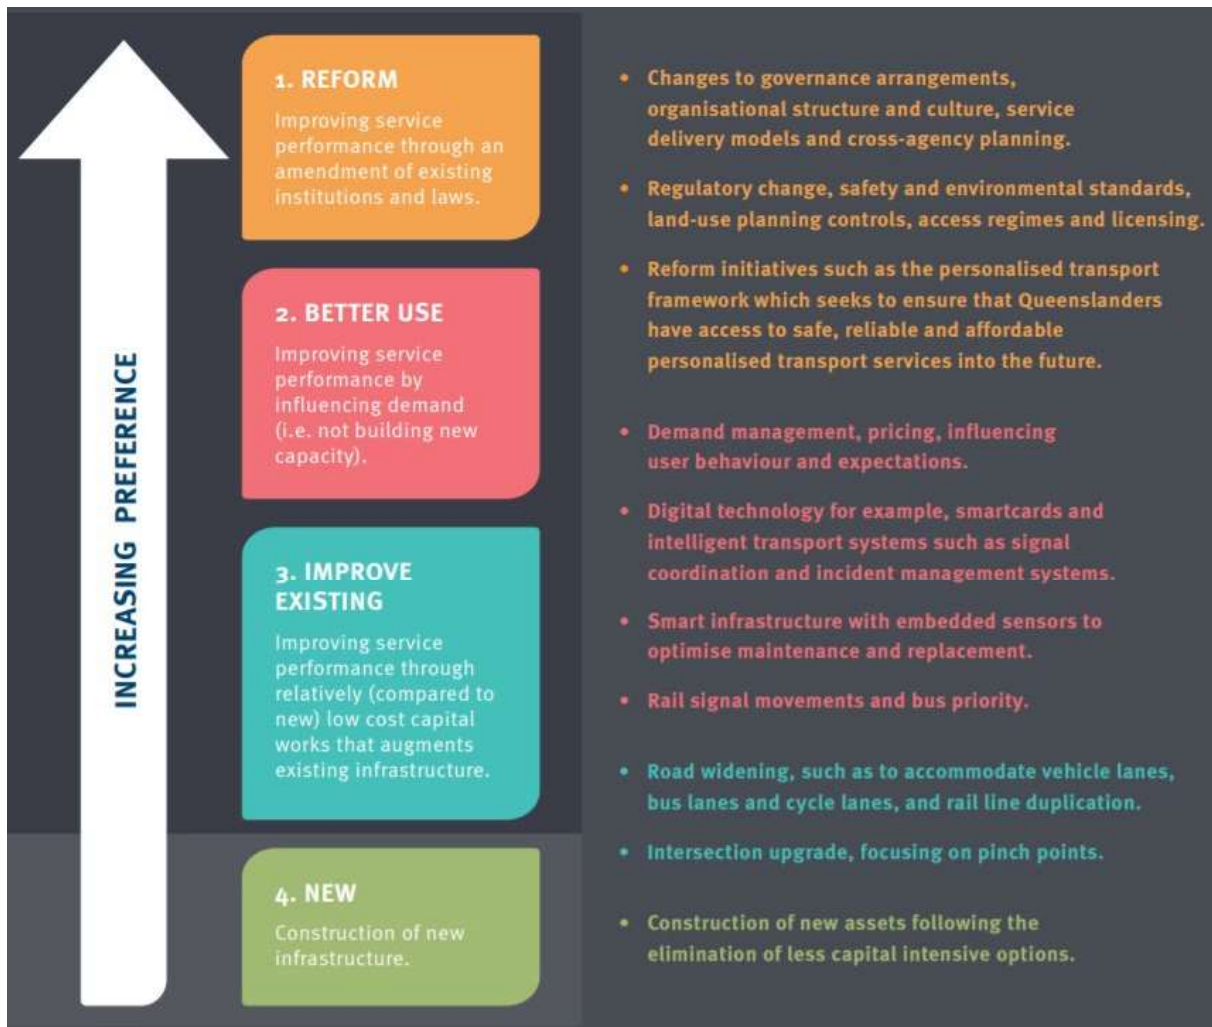 INCREASING PREFERENCE
1. REFORM
Improving service
performance through an
amendment of existing
institutions and laws.
• Changes to governance arrangements,
organisational structure and culture, service
delivery models and cross-agency planning.
• Regulatory change, safety and environmental standards,
land-use planning controls, access regimes and licensing.
• Reform initiatives such as the personalised transport
framework which seeks to ensure that Queenslanders
have access to safe, reliable and affordable
personalised transport services into the future.
2. BETTER USE
Improving service
performance by
influencing demand
(i.e. not building new
capacity).
• Demand management, pricing, influencing
user behaviour and expectations.
• Digital technology for example, smartcards and
intelligent transport systems such as signal
coordination and incident management systems.
• Smart infrastructure with embedded sensors to
optimise maintenance and replacement.
• Rail signal movements and bus priority.
3. IMPROVE
EXISTING
Improving service
performance through
relatively (compared to
new) low cost capital
works that augments
existing infrastructure.
• Road widening, such as to accommodate vehicle lanes,
bus lanes and cycle lanes, and rail line duplication.
• Intersection upgrade, focusing on pinch points.
4. NEW
Construction of new
infrastructure.
• Construction of new assets following the
elimination of less capital intensive options.